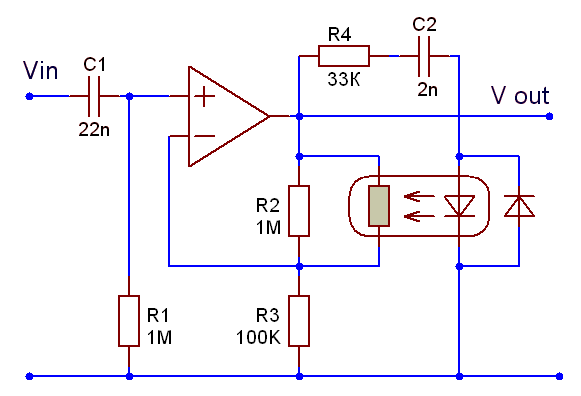 R4
C2
33K
2n
C1
Vin
22n
V out
+
−
R2
1M
R1
1M
R3
100K